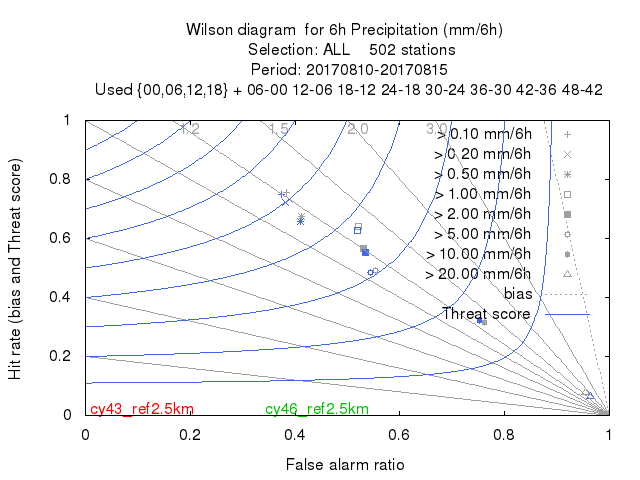 Wilson diagram  for 6h Precipitation (mm/6h)
Selection: ALL    502 stations
Period: 20170810-20170815
Used {00,06,12,18} + 06-00 12-06 18-12 24-18 30-24 36-30 42-36 48-42
1
1.2
1.5
2.0
3.0
> 0.10 mm/6h
> 0.20 mm/6h
> 0.50 mm/6h
> 1.00 mm/6h
> 2.00 mm/6h
> 5.00 mm/6h
> 10.00 mm/6h
> 20.00 mm/6h
bias
Threat score
0.8
0.6
0.4
0.2
0
Hit rate (bias and Threat score)
cy43_ref2.5km
cy46_ref2.5km
0
0.2
0.4
0.6
0.8
1
False alarm ratio